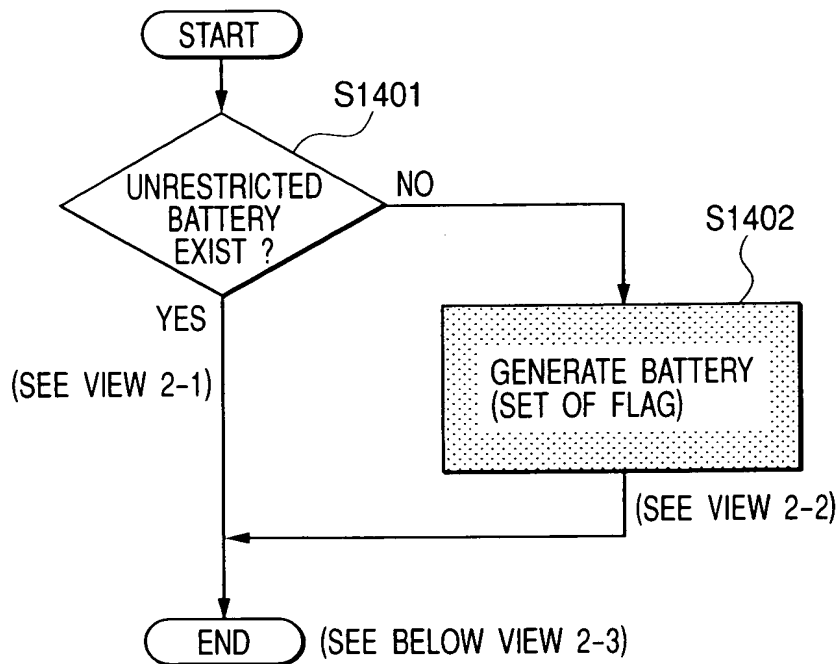 START
S1401
UNRESTRICTED
BATTERY
EXIST ?
NO
S1402
YES
(SEE VIEW 2-1)
GENERATE BATTERY
(SET OF FLAG)
(SEE VIEW 2-2)
END
(SEE BELOW VIEW 2-3)